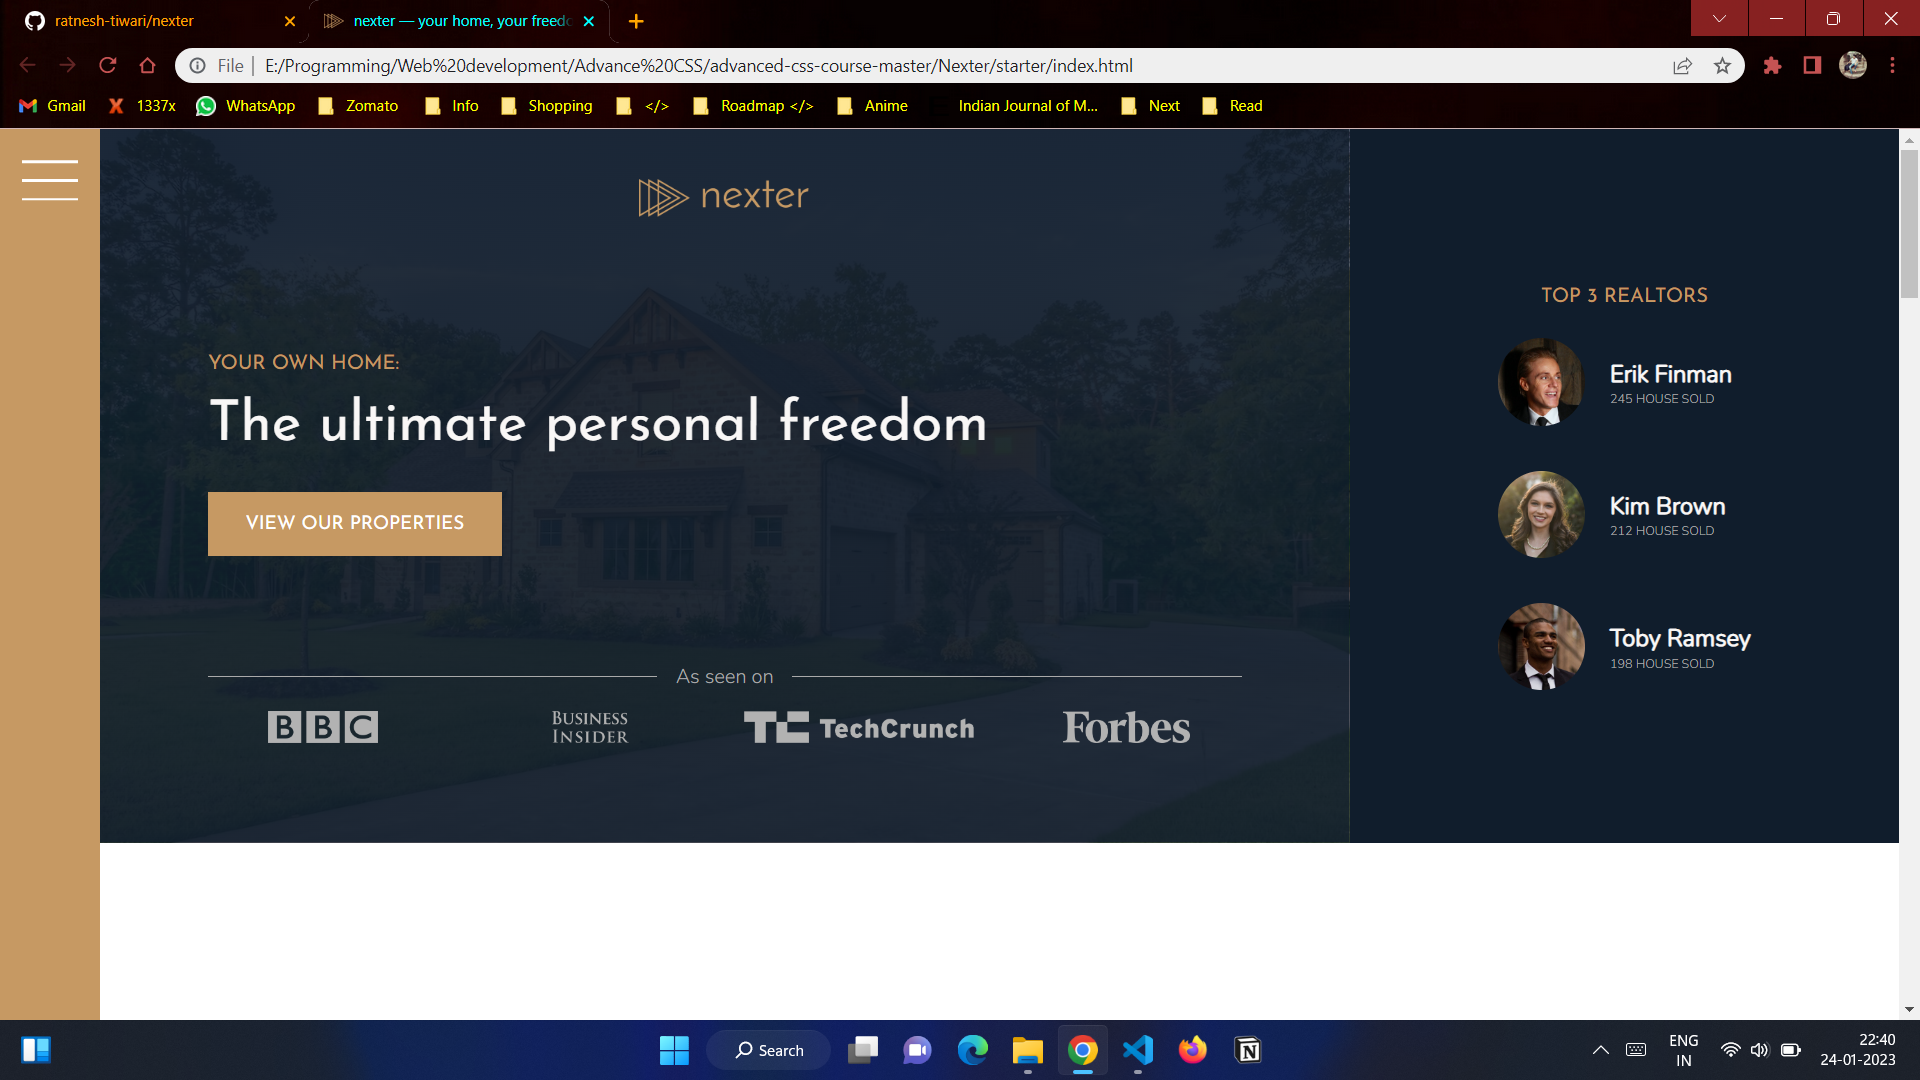 ratnesh-tiwari/nexter
nexter — your home, your freedo
File
E:/Programming/Web%20development/Advance%20CSS/advanced-css-course-master/Nexter/starter/index.html
Gmail
1337x
WhatsApp
Zomato
Info
Shopping
</>
Roadmap </>
Anime
Indian Journal of M...
Next
Read
nexter
YOUR OWN HOME:
The ultimate personal freedom
VIEW OUR PROPERTIES
As seen on
BBC
BUSINESS
INSIDER
TC TechCrunch
Forbes
TOP 3 REALTORS
Erik Finman
245 HOUSE SOLD
Kim Brown
212 HOUSE SOLD
Toby Ramsey
198 HOUSE SOLD
Search
ENG
IN
22:40
24-01-2023